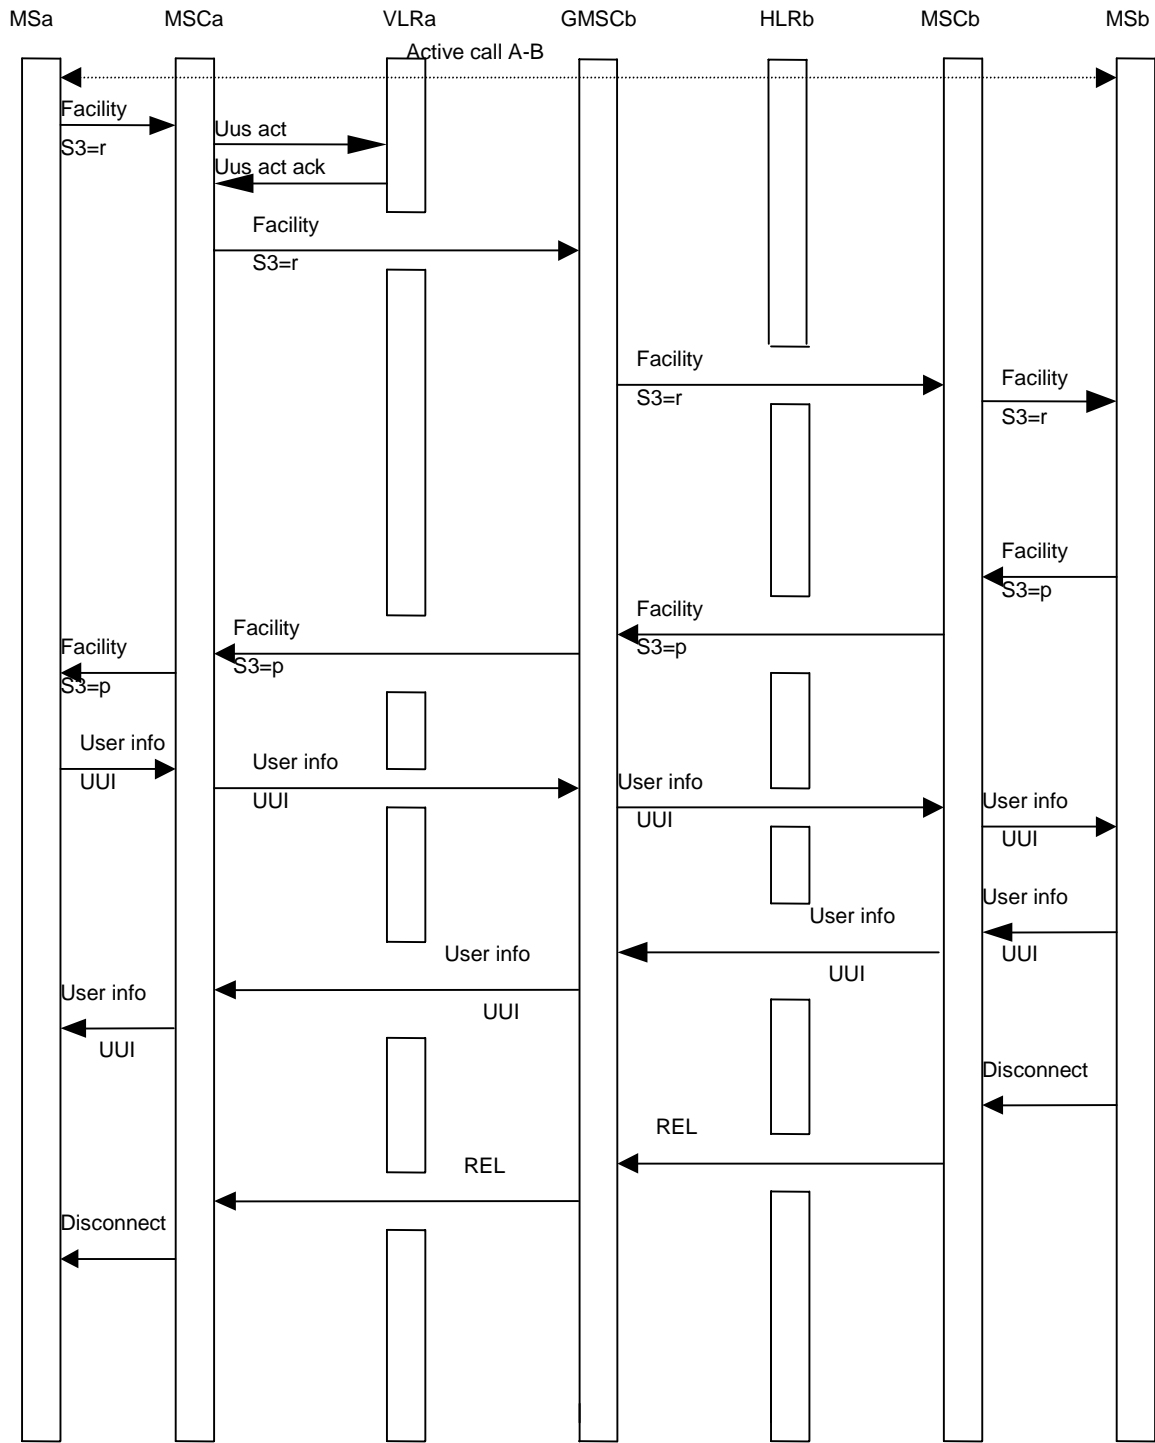 MSa MSCa VLRa GMSCb HLRb MSCb MSb
Active call A-B
Facility
S3=r
Uus act
Uus act ack
Facility
S3=r
Facility
S3=r
Facility
S3=r
Facility
S3=p
Facility
S3=p
Facility
S3=p
Facility
S3=p
User info
UUI
User info
UUI
User info
UUI
User info
UUI
User info
UUI
User info
UUI
User info
UUI
User info
UUI
Disconnect
REL
REL
Disconnect